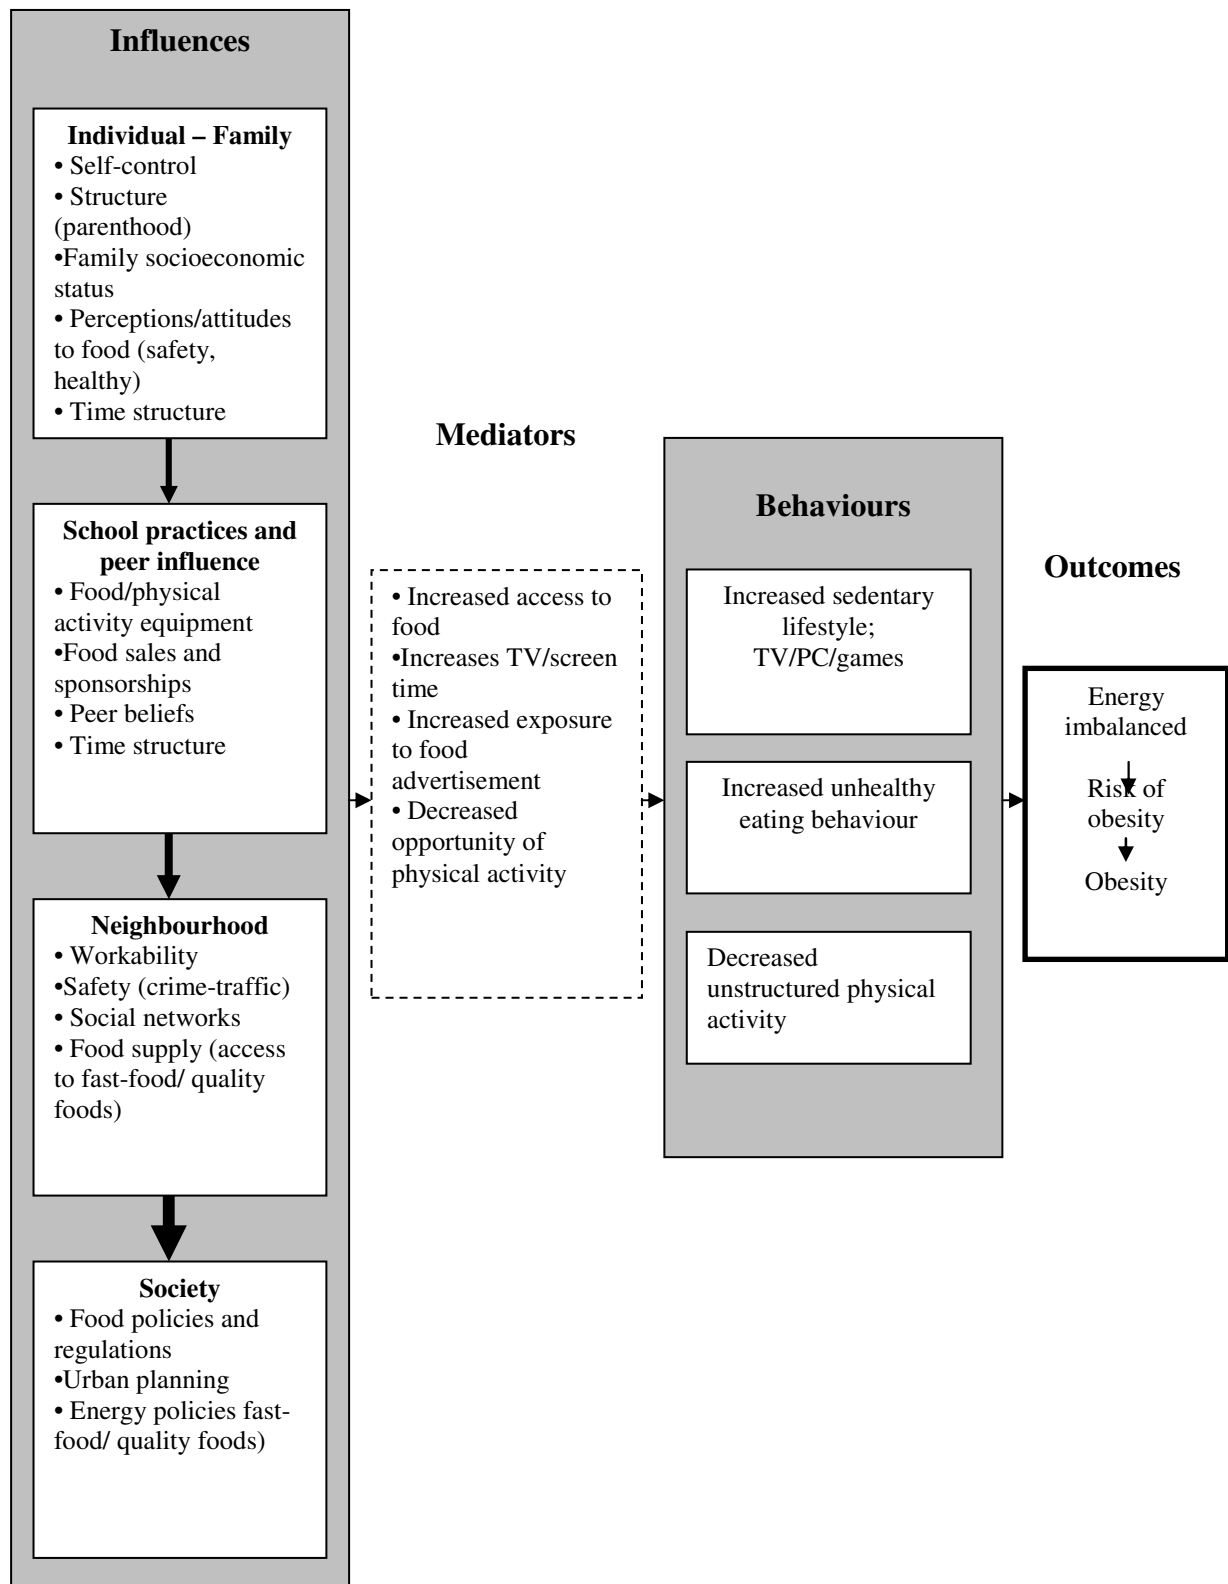 Influences
Individual – Family
• Self-control
• Structure
(parenthood)
•Family socioeconomic
status
• Perceptions/attitudes
to food (safety,
healthy)
• Time structure
School practices and
peer influence
• Food/physical
activity equipment
•Food sales and
sponsorships
• Peer beliefs
• Time structure
Neighbourhood
• Workability
•Safety (crime-traffic)
• Social networks
• Food supply (access
to fast-food/ quality
foods)
Society
• Food policies and
regulations
•Urban planning
• Energy policies fast-
food/ quality foods)
Mediators
• Increased access to
food
•Increases TV/screen
time
• Increased exposure
to food
advertisement
• Decreased
opportunity of
physical activity
Behaviours
Increased sedentary
lifestyle;
TV/PC/games
Increased unhealthy
eating behaviour
Decreased
unstructured physical
activity
Outcomes
Energy
imbalanced
Risk of
obesity
Obesity